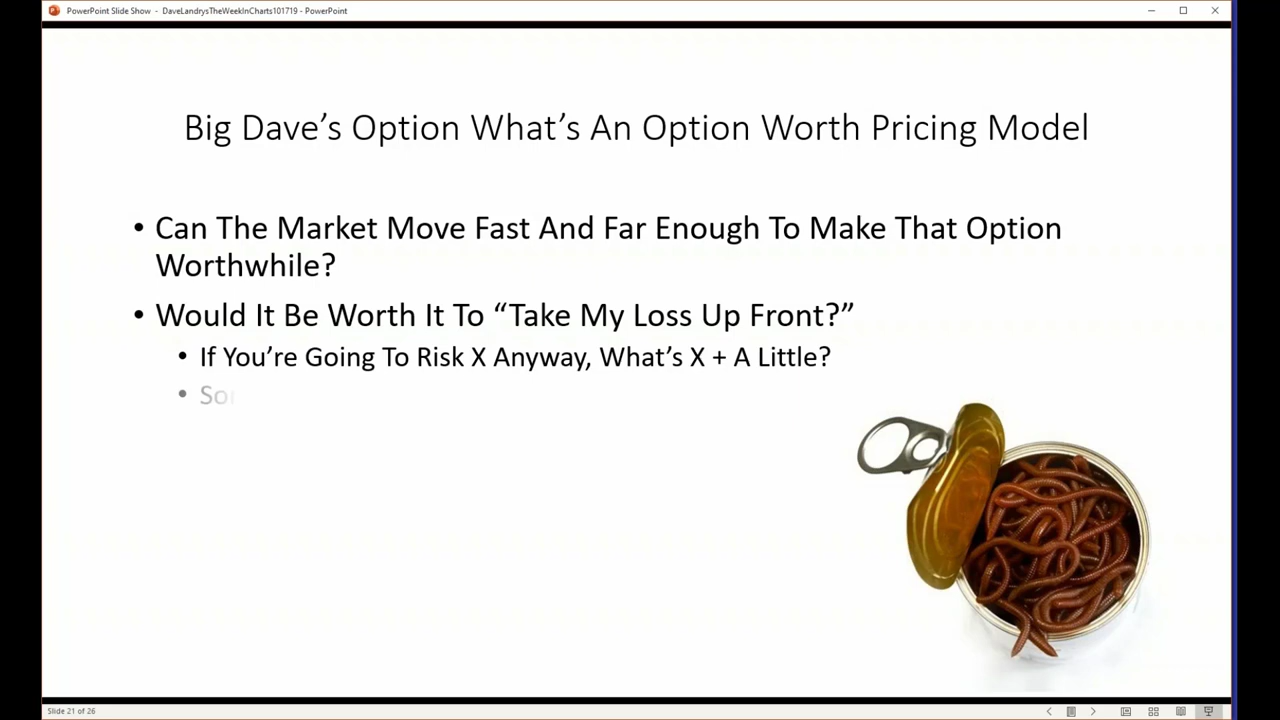 PowerPoint Slide Show - DaveLandrysTheWeekInCharts101719 - PowerPoint
Big Dave’s Option What’s An Option Worth Pricing Model
• Can The Market Move Fast And Far Enough To Make That Option
Worthwhile?
• Would It Be Worth It To “Take My Loss Up Front?”
• If You’re Going To Risk X Anyway, What’s X + A Little?
Slide 21 of 26